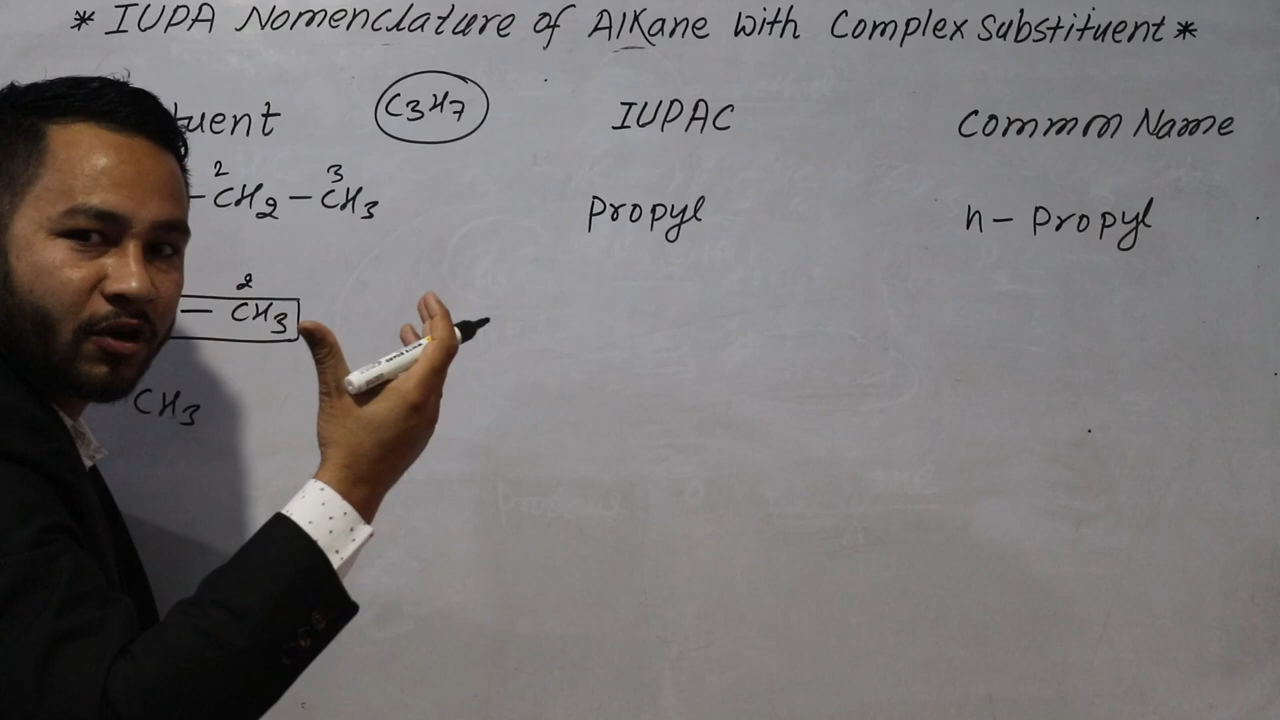 * IUPA Nomenclature of Alkane with Complex Substituent *
tuent C3H7 IUPAC Common Name
2 3
- CH2 - CH3 Propyl n - Propyl
2
- CH3
CH3